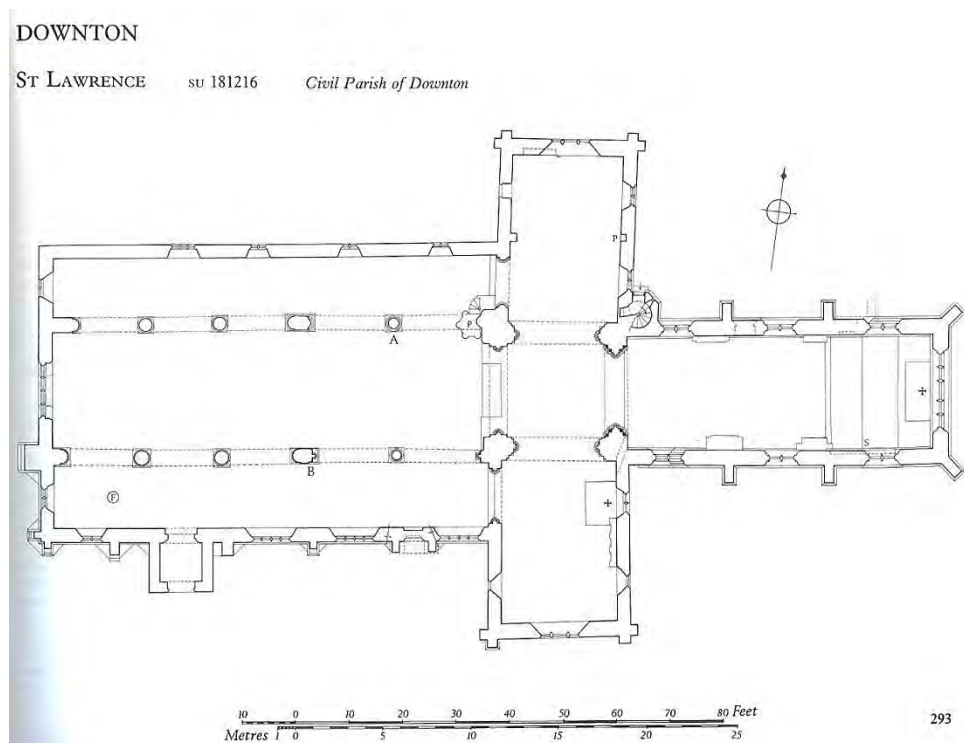 DOWNTON
ST LAWRENCE SU 181216 Civil Parish of Downton
P
P
A
S
B
F
10 0 10 20 30 40 50 60 70 80 Feet
Metres 1 0 5 10 15 20 25
293